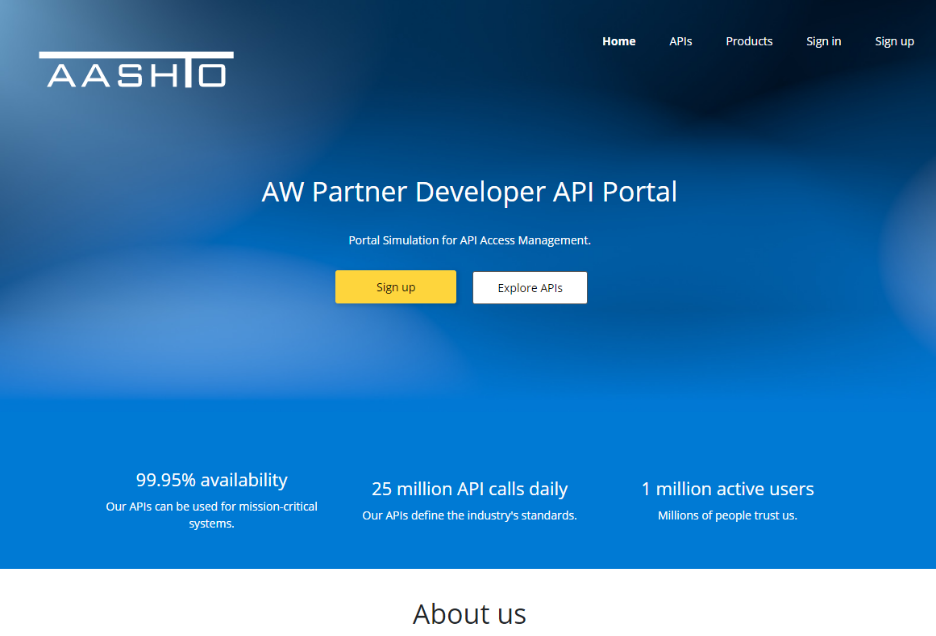 Home APIs Products Sign in Sign up
AASHTO
AW Partner Developer API Portal
Portal Simulation for API Access Management.
Sign up Explore APIs
99.95% availability
Our APIs can be used for mission-critical
systems.
25 million API calls daily
Our APIs define the industry's standards.
1 million active users
Millions of people trust us.
About us